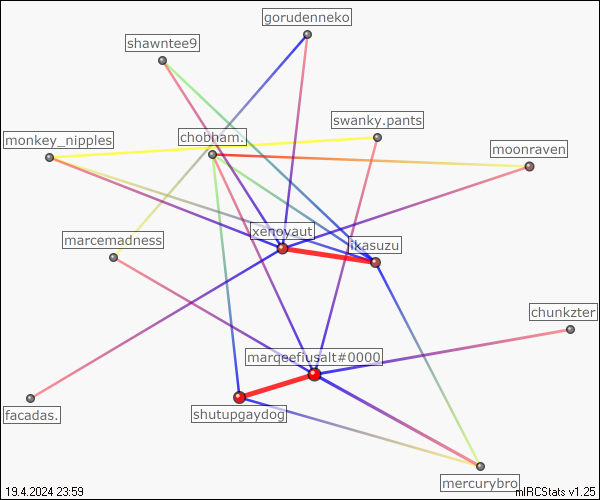 gorudenneko
shawntee9
swanky.pants
monkey_nipples
chobham.
moonraven
xenoyaut
marcemadness
ikasuzu
chunkzter
marqeefiusalt#0000
facadas.
shutupgaydog
mercurybro
19.4.2024 23:59
mIRCStats v1.25